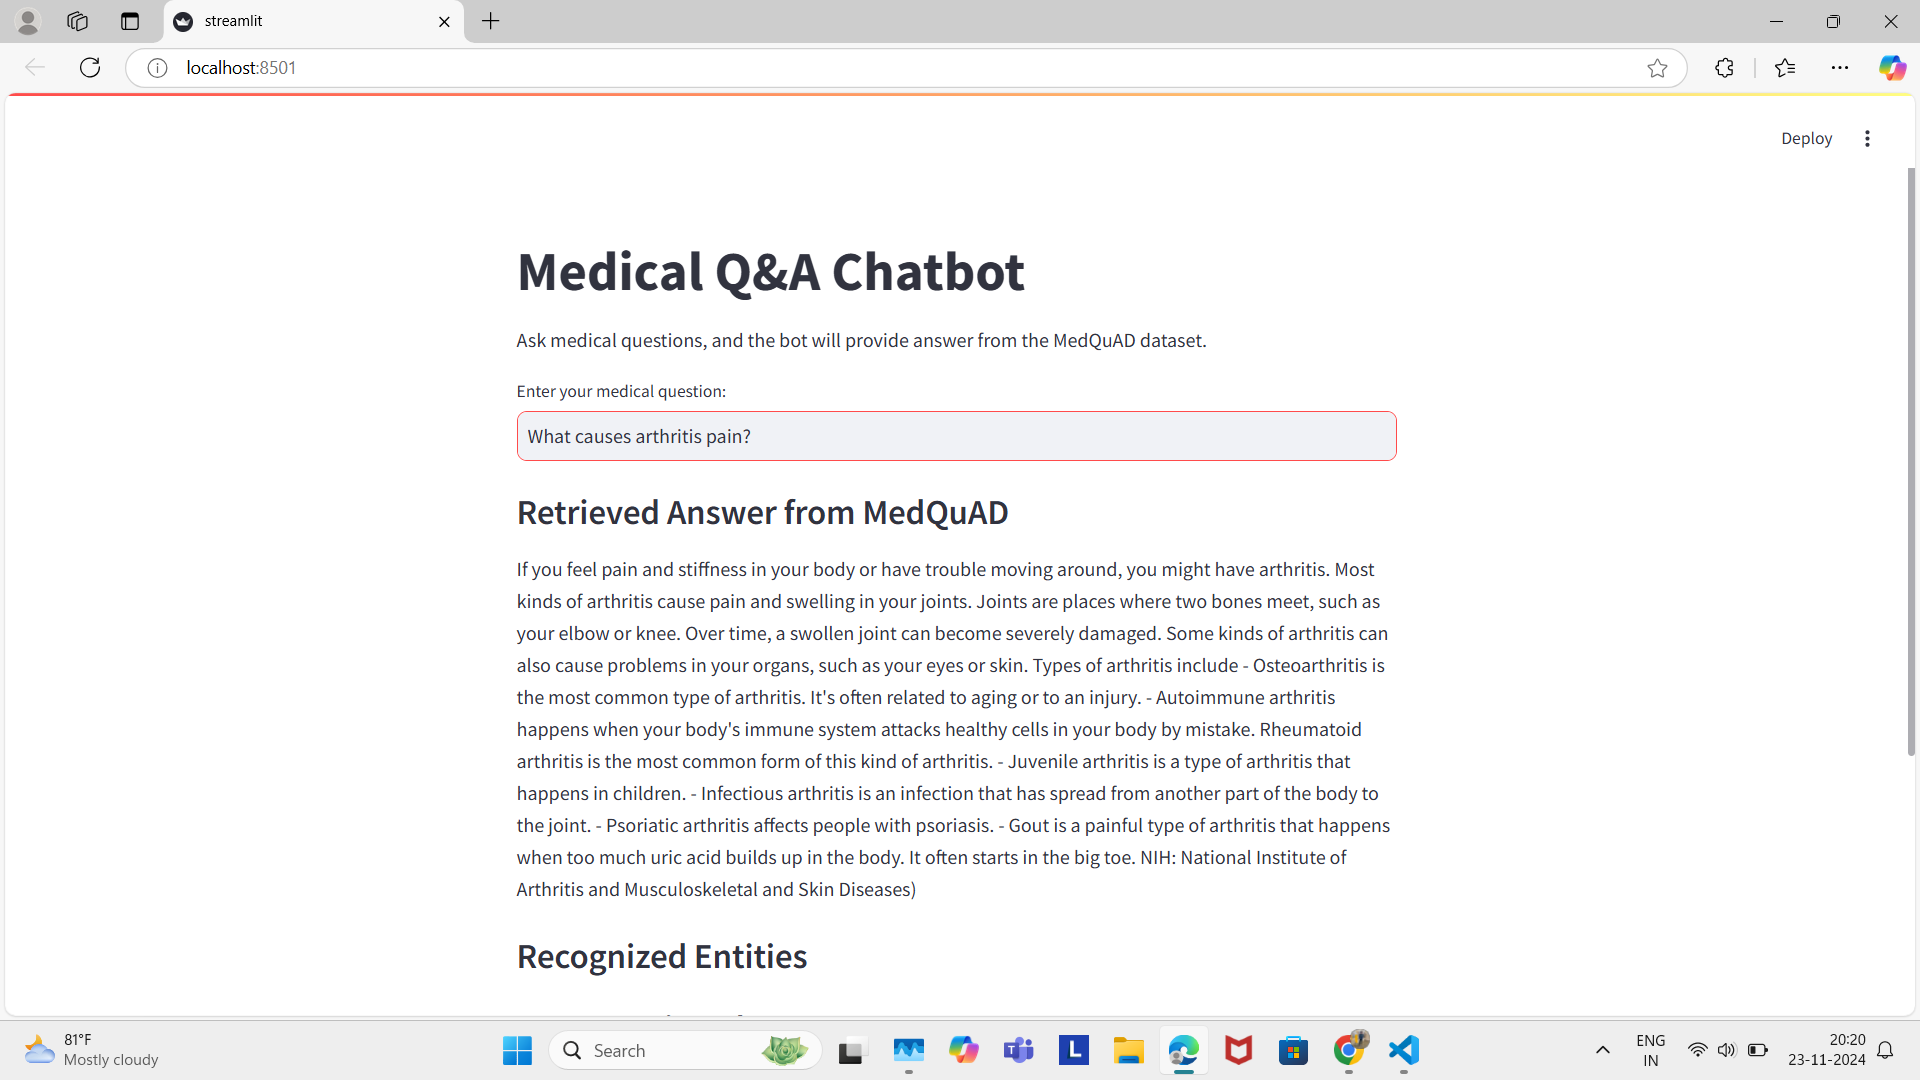 streamlit
localhost:8501
Deploy
Medical Q&A Chatbot
Ask medical questions, and the bot will provide answer from the MedQuAD dataset.
Enter your medical question:
What causes arthritis pain?
Retrieved Answer from MedQuAD
If you feel pain and stiffness in your body or have trouble moving around, you might have arthritis. Most
kinds of arthritis cause pain and swelling in your joints. Joints are places where two bones meet, such as
your elbow or knee. Over time, a swollen joint can become severely damaged. Some kinds of arthritis can
also cause problems in your organs, such as your eyes or skin. Types of arthritis include - Osteoarthritis is
the most common type of arthritis. It's often related to aging or to an injury. - Autoimmune arthritis
happens when your body's immune system attacks healthy cells in your body by mistake. Rheumatoid
arthritis is the most common form of this kind of arthritis. - Juvenile arthritis is a type of arthritis that
happens in children. - Infectious arthritis is an infection that has spread from another part of the body to
the joint. - Psoriatic arthritis affects people with psoriasis. - Gout is a painful type of arthritis that happens
when too much uric acid builds up in the body. It often starts in the big toe. NIH: National Institute of
Arthritis and Musculoskeletal and Skin Diseases)
Recognized Entities
81°F
Mostly cloudy
Search
L
ENG
IN
20:20
23-11-2024